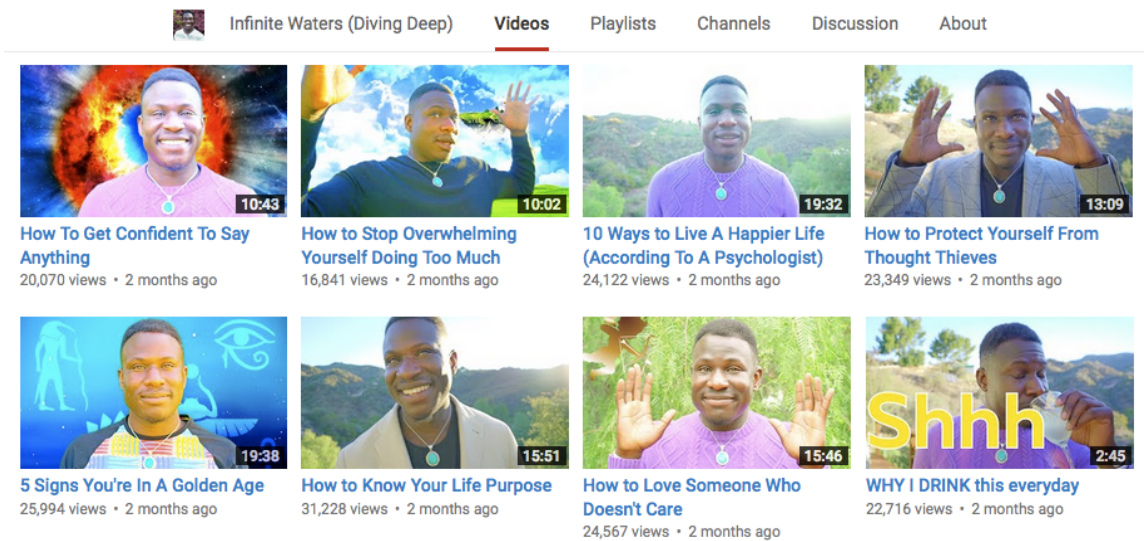 Infinite Waters (Diving Deep) Videos Playlists Channels Discussion About
10:43
10:02
19:32
13:09
How To Get Confident To Say
Anything
20,070 views • 2 months ago
How to Stop Overwhelming
Yourself Doing Too Much
16,841 views • 2 months ago
10 Ways to Live A Happier Life
(According To A Psychologist)
24,122 views • 2 months ago
How to Protect Yourself From
Thought Thieves
23,349 views • 2 months ago
19:38
15:51
15:46
Shhh
2:45
5 Signs You're In A Golden Age
25,994 views • 2 months ago
How to Know Your Life Purpose
31,228 views • 2 months ago
How to Love Someone Who
Doesn't Care
24,567 views • 2 months ago
WHY I DRINK this everyday
22,716 views • 2 months ago